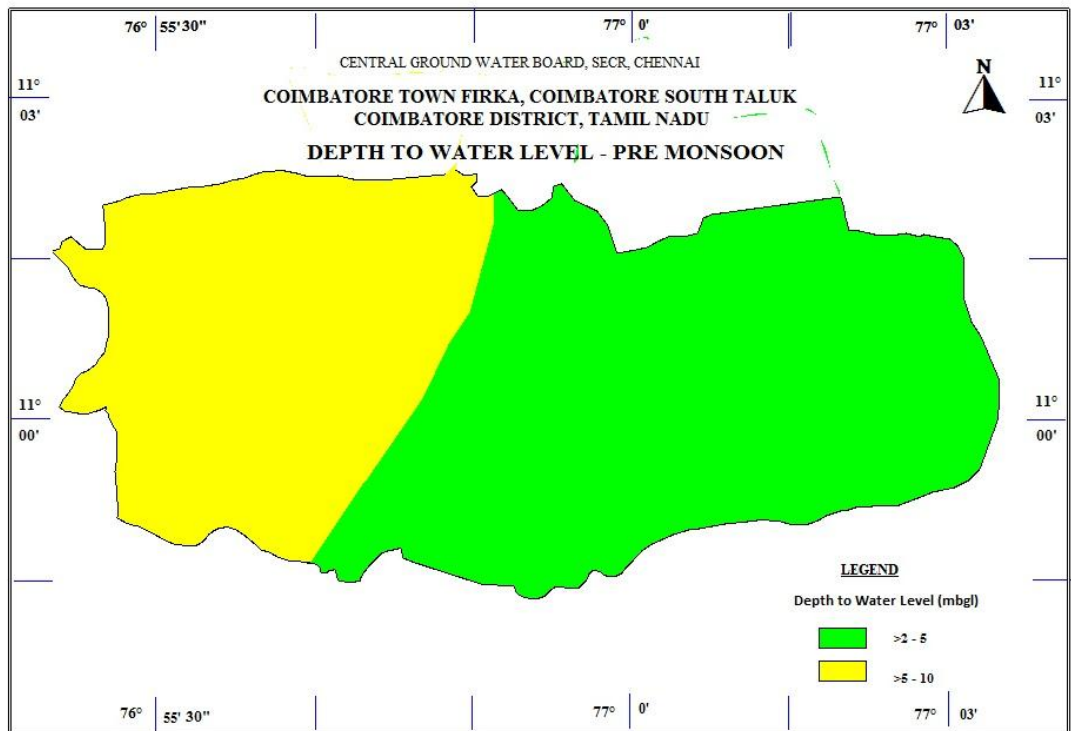 76° 55'30" 77° 0' 77° 03'
CENTRAL GROUND WATER BOARD, SECR, CHENNAI
N
11° 03'
COIMBATORE TOWN FIRKA, COIMBATORE SOUTH TALUK
11° 03'
COIMBATORE DISTRICT, TAMIL NADU
DEPTH TO WATER LEVEL - PRE MONSOON
11° 00'
11° 00'
LEGEND
Depth to Water Level (mbgl)
>2 - 5
>5 - 10
76° 55' 30" 77° 0' 77° 03'